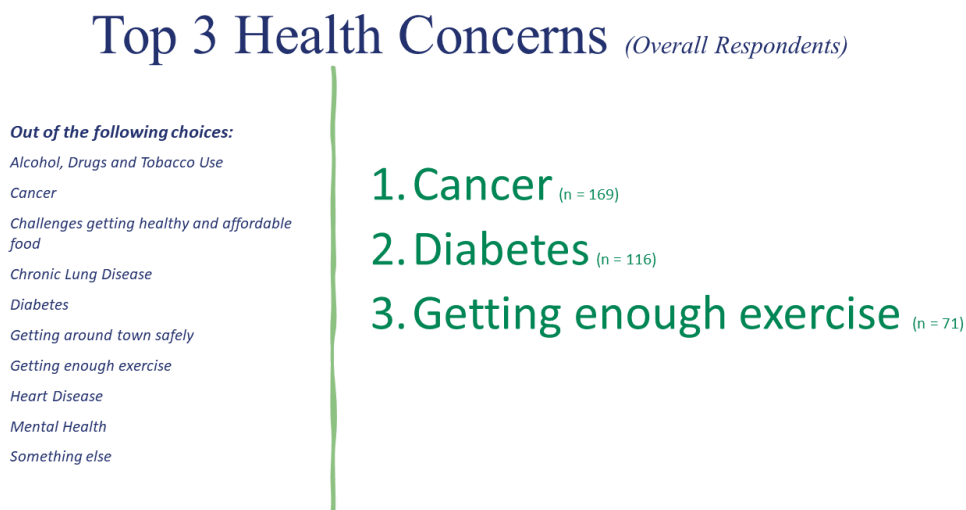 Top 3 Health Concerns (Overall Respondents)
Out of the following choices:
Alcohol, Drugs and Tobacco Use
Cancer
Challenges getting healthy and affordable
food
Chronic Lung Disease
Diabetes
Getting around town safely
Getting enough exercise
Heart Disease
Mental Health
Something else
1. Cancer (n = 169)
2. Diabetes (n = 116)
3. Getting enough exercise (n = 71)